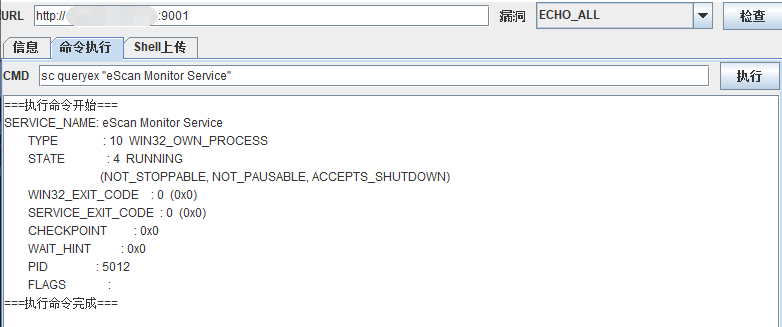 URL http:// :9001 漏洞 ECHO_ALL 检查
信息 命令执行 Shell上传
CMD sc queryex "eScan Monitor Service" 执行
===执行命令开始===
SERVICE_NAME: eScan Monitor Service
TYPE : 10 WIN32_OWN_PROCESS
STATE : 4 RUNNING
(NOT_STOPPABLE, NOT_PAUSABLE, ACCEPTS_SHUTDOWN)
WIN32_EXIT_CODE : 0 (0x0)
SERVICE_EXIT_CODE : 0 (0x0)
CHECKPOINT : 0x0
WAIT_HINT : 0x0
PID : 5012
FLAGS :
===执行命令完成===